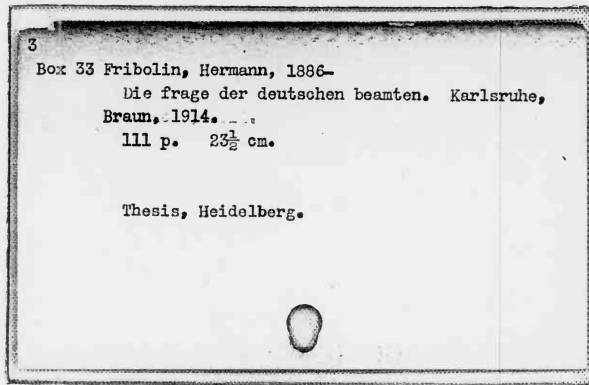 3
Box 33 Fribolin, Hermann, 1886-
Die frage der deutschen beamten. Karlsruhe,
Braun, 1914.
111 p. 23½ cm.
Thesis, Heidelberg.